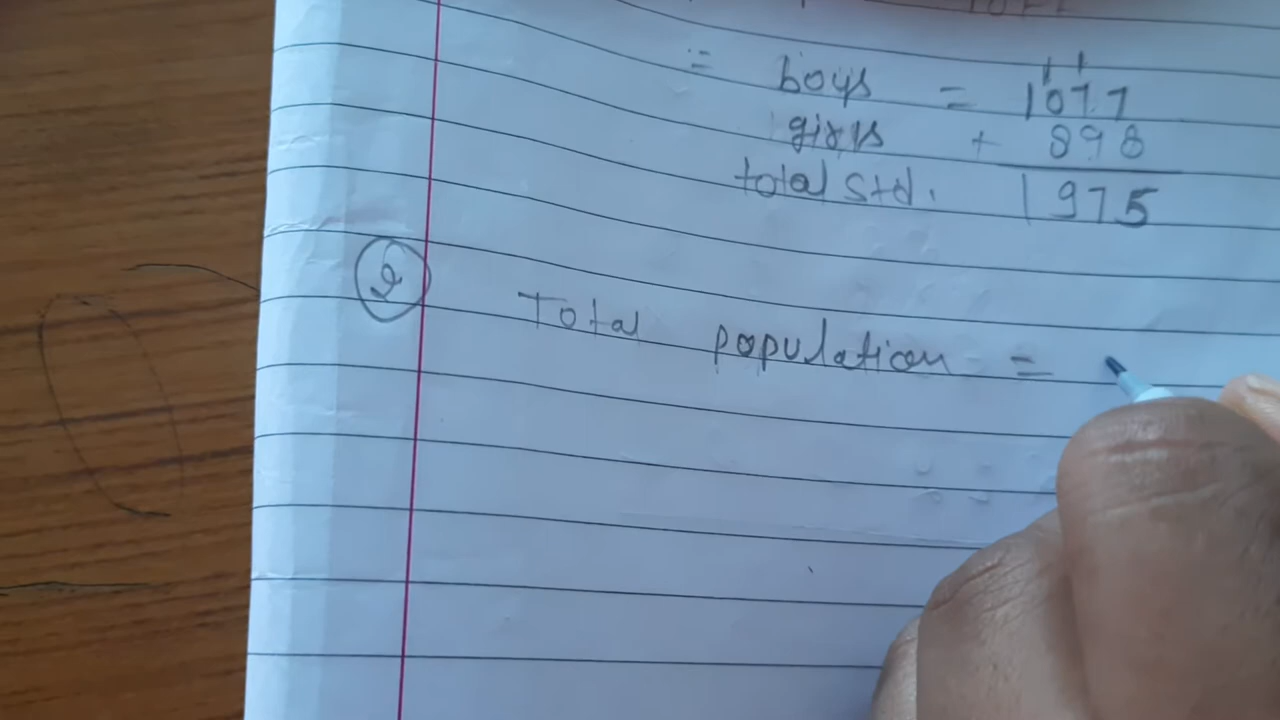 = boys = 1077
girls + 898
total std. 1975
2 Total population =